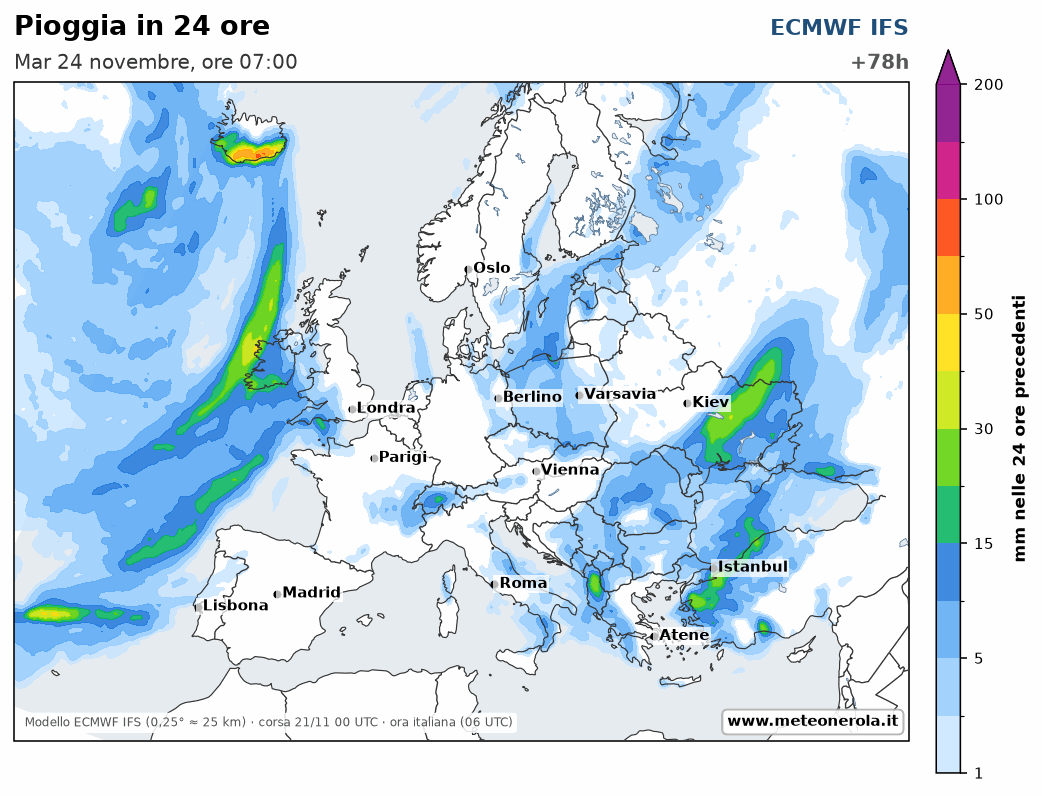 Pioggia in 24 ore
ECMWF IFS
Mar 24 novembre, ore 07:00
+78h
200
100
50
30
15
5
1
mm nelle 24 ore precedenti
Oslo
Londra
Berlino
Varsavia
Kiev
Parigi
Vienna
Istanbul
Roma
Madrid
Lisbona
Atene
Modello ECMWF IFS (0,25° ≈ 25 km) · corsa 21/11 00 UTC · ora italiana (06 UTC)
www.meteonerola.it